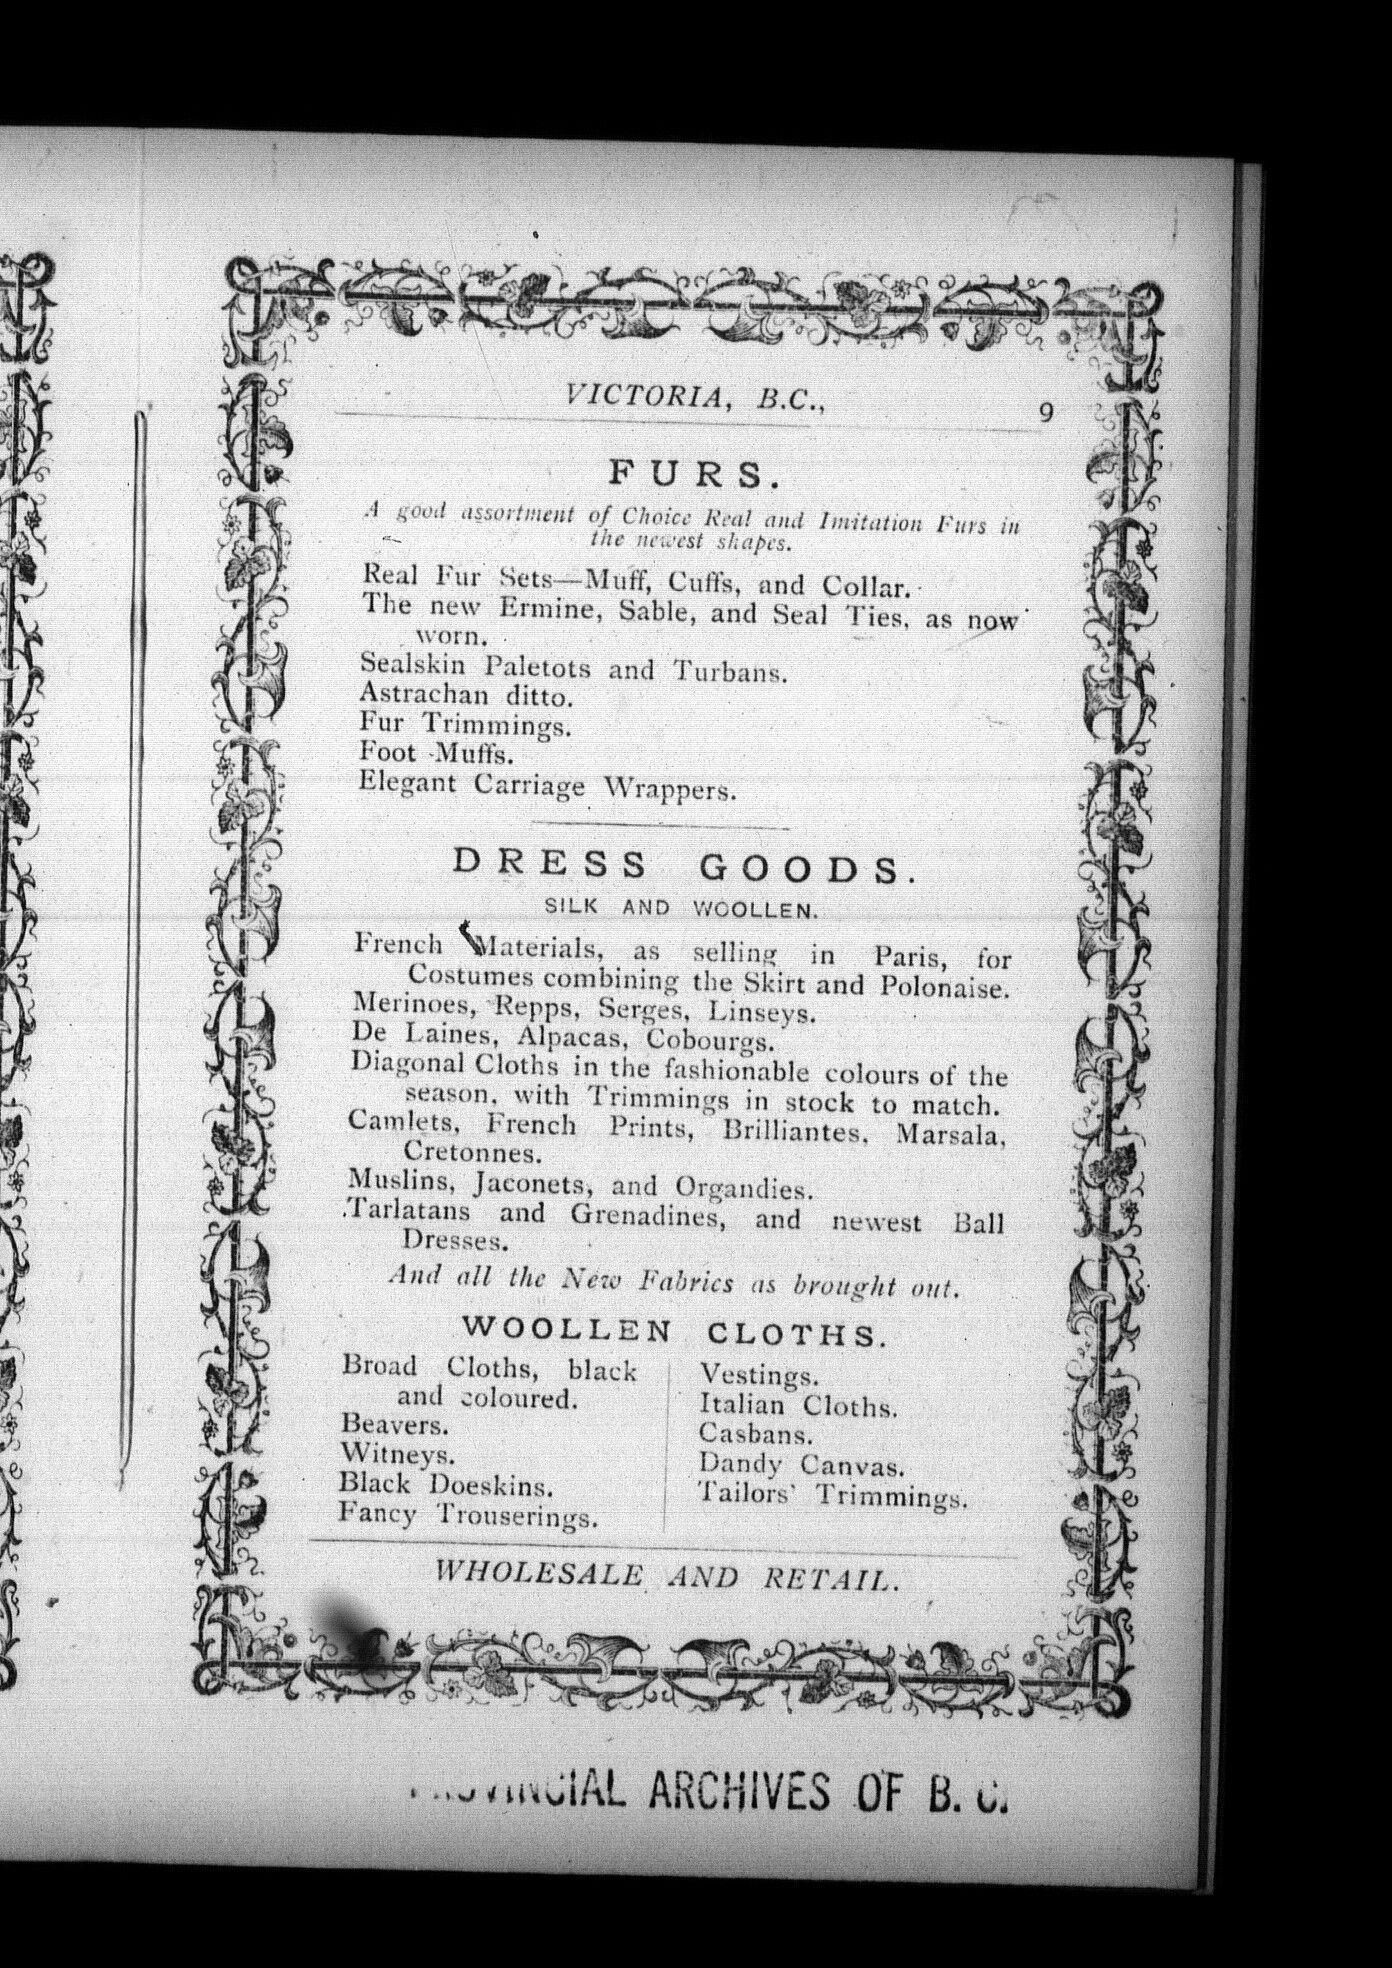 VICTORIA, B.C.,
9
FURS.
A good assortment of Choice Real and Imitation Furs in
the newest shapes.
Real Fur Sets—Muff, Cuffs, and Collar.
The new Ermine, Sable, and Seal Ties, as now
worn.
Sealskin Paletots and Turbans.
Astrachan ditto.
Fur Trimmings.
Foot Muffs.
Elegant Carriage Wrappers.
DRESS GOODS.
SILK AND WOOLLEN.
French Materials, as selling in Paris, for
Costumes combining the Skirt and Polonaise.
Merinoes, Repps, Serges, Linseys.
De Laines, Alpacas, Cobourgs.
Diagonal Cloths in the fashionable colours of the
season, with Trimmings in stock to match.
Camlets, French Prints, Brilliantes, Marsala,
Cretonnes.
Muslins, Jaconets, and Organdies.
Tarlatans and Grenadines, and newest Ball
Dresses.
And all the New Fabrics as brought out.
WOOLLEN CLOTHS.
Broad Cloths, black
and coloured.
Beavers.
Witneys.
Black Doeskins.
Fancy Trouserings.
Vestings.
Italian Cloths.
Casbans.
Dandy Canvas.
Tailors' Trimmings.
WHOLESALE AND RETAIL.
PROVINCIAL ARCHIVES OF B. C.